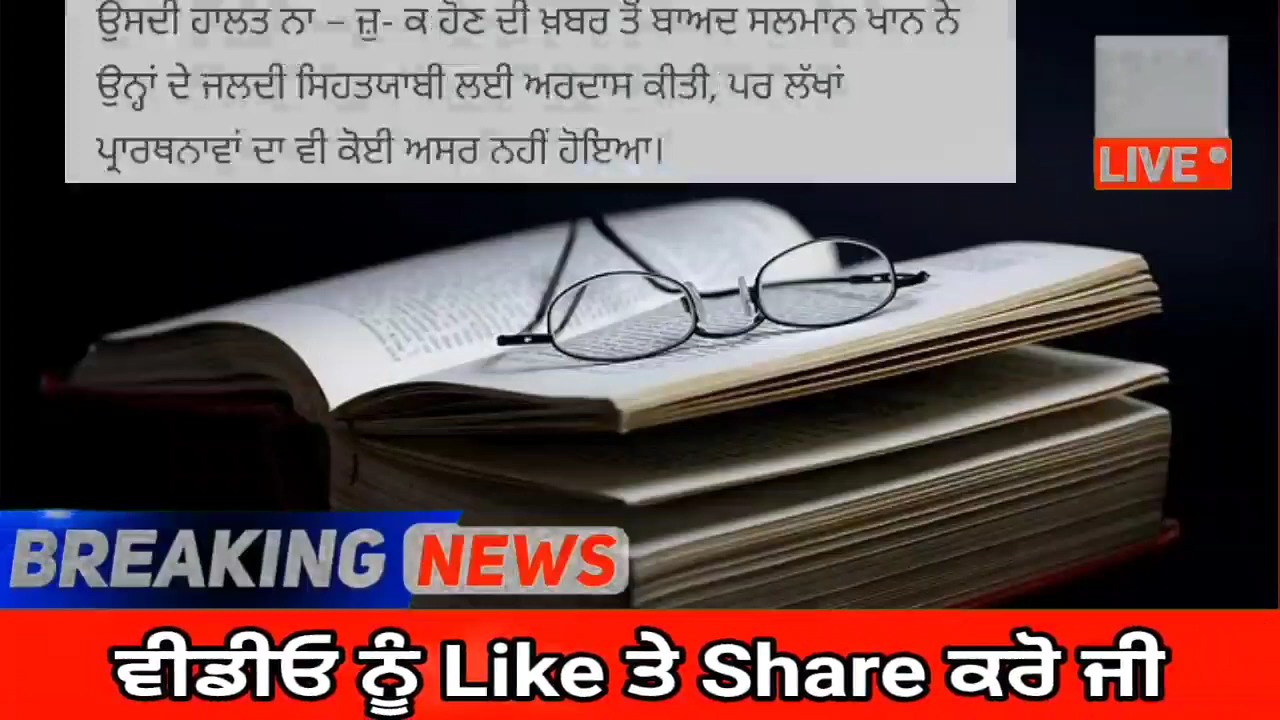 ਉਸਦੀ ਹਾਲਤ ਨਾ – ਜ਼ੁ- ਕ ਹੋਣ ਦੀ ਖ਼ਬਰ ਤੋਂ ਬਾਅਦ ਸਲਮਾਨ ਖਾਨ ਨੇ
ਉਨ੍ਹਾਂ ਦੇ ਜਲਦੀ ਸਿਹਤਯਾਬੀ ਲਈ ਅਰਦਾਸ ਕੀਤੀ, ਪਰ ਲੱਖਾਂ
ਪ੍ਰਾਰਥਨਾਵਾਂ ਦਾ ਵੀ ਕੋਈ ਅਸਰ ਨਹੀਂ ਹੋਇਆ।
LIVE
BREAKING NEWS
ਵੀਡੀਓ ਨੂੰ Like ਤੇ Share ਕਰੋ ਜੀ